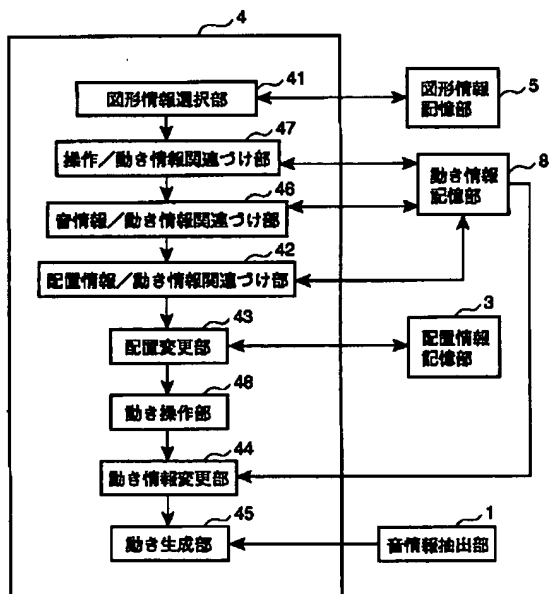 4
41
図形情報選択部
図形情報
記憶部
5
47
操作/動き情報関連づけ部
動き情報
記憶部
8
46
音情報/動き情報関連づけ部
42
配置情報/動き情報関連づけ部
43
配置変更部
配置情報
記憶部
3
48
動き操作部
44
動き情報変更部
45
動き生成部
音情報抽出部
1